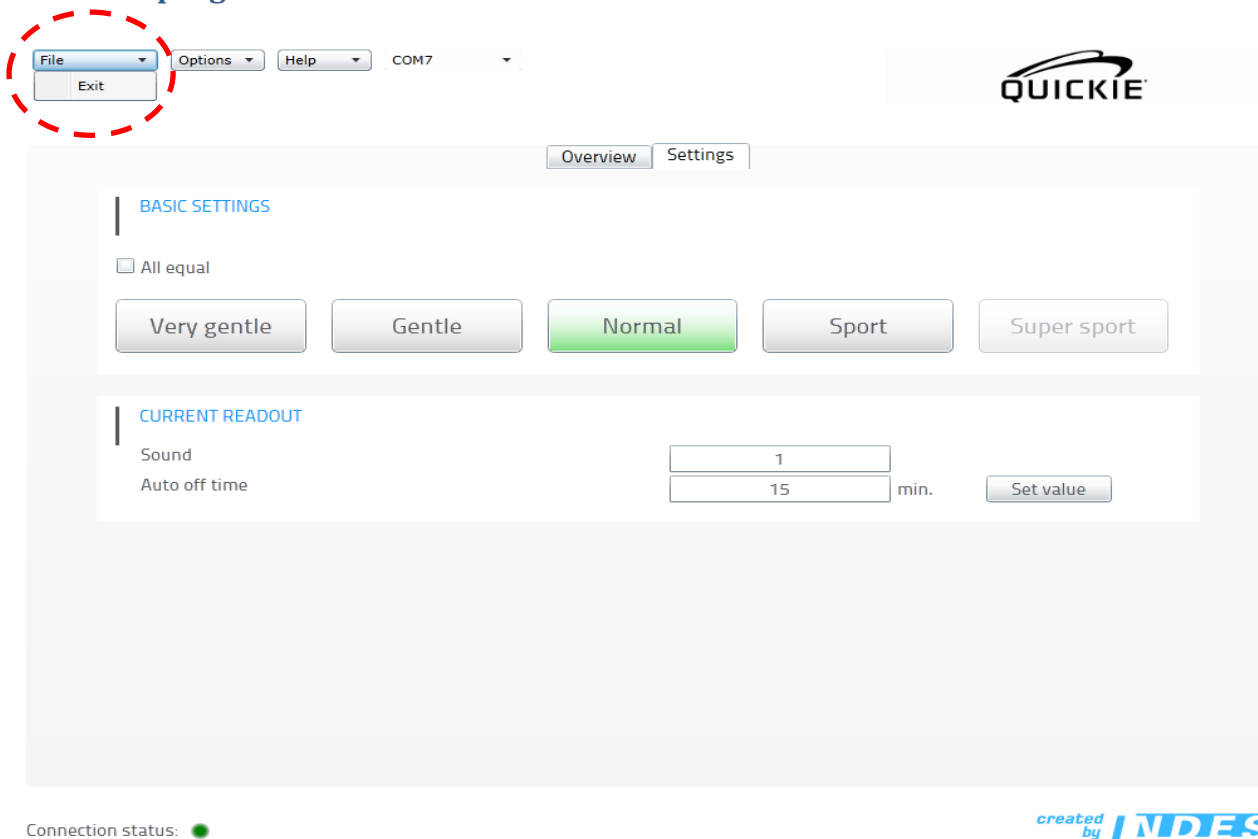 File Options Help COM7
Exit
QUICKIE
Overview Settings
BASIC SETTINGS
All equal
Very gentle Gentle Normal Sport Super sport
CURRENT READOUT
Sound 1
Auto off time 15 min. Set value
Connection status:
created
by INDES